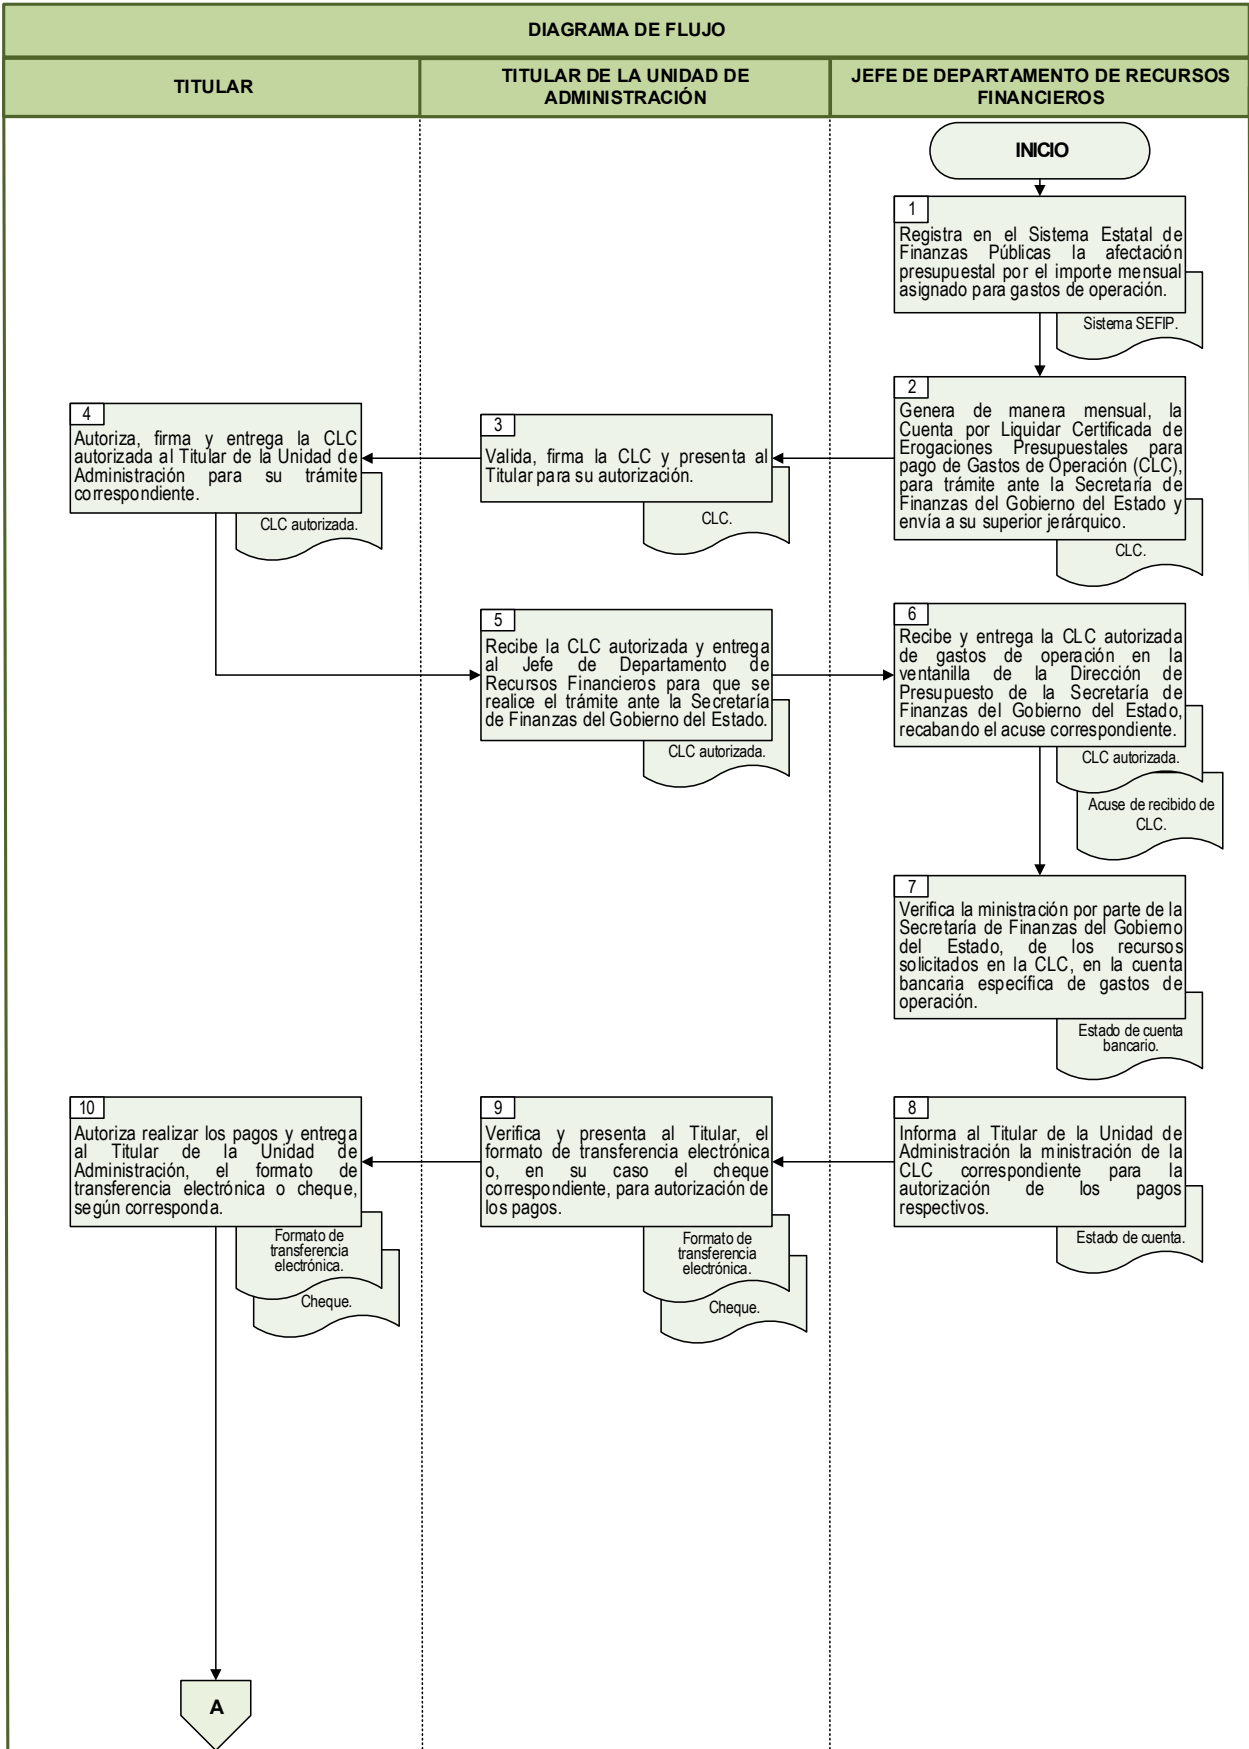 DIAGRAMA DE FLUJO
TITULAR
TITULAR DE LA UNIDAD DE
ADMINISTRACIÓN
JEFE DE DEPARTAMENTO DE RECURSOS
FINANCIEROS
INICIO
1
Registra en el Sistema Estatal de
Finanzas Públicas la afectación
presupuestal por el importe mensual
asignado para gastos de operación.
Sistema SEFIP.
2
Genera de manera mensual, la
Cuenta por Liquidar Certificada de
Erogaciones Presupuestales para
pago de Gastos de Operación (CLC),
para trámite ante la Secretaría de
Finanzas del Gobierno del Estado y
envía a su superior jerárquico.
CLC.
3
Valida, firma la CLC y presenta al
Titular para su autorización.
CLC.
4
Autoriza, firma y entrega la CLC
autorizada al Titular de la Unidad de
Administración para su trámite
correspondiente.
CLC autorizada.
5
Recibe la CLC autorizada y entrega
al Jefe de Departamento de
Recursos Financieros para que se
realice el trámite ante la Secretaría
de Finanzas del Gobierno del Estado.
CLC autorizada.
6
Recibe y entrega la CLC autorizada
de gastos de operación en la
ventanilla de la Dirección de
Presupuesto de la Secretaría de
Finanzas del Gobierno del Estado,
recabando el acuse correspondiente.
CLC autorizada.
Acuse de recibido de
CLC.
7
Verifica la ministración por parte de la
Secretaría de Finanzas del Gobierno
del Estado, de los recursos
solicitados en la CLC, en la cuenta
bancaria específica de gastos de
operación.
Estado de cuenta
bancario.
8
Informa al Titular de la Unidad de
Administración la ministración de la
CLC correspondiente para la
autorización de los pagos
respectivos.
Estado de cuenta.
9
Verifica y presenta al Titular, el
formato de transferencia electrónica
o, en su caso el cheque
correspondiente, para autorización de
los pagos.
Formato de
transferencia
electrónica.
Cheque.
10
Autoriza realizar los pagos y entrega
al Titular de la Unidad de
Administración, el formato de
transferencia electrónica o cheque,
según corresponda.
Formato de
transferencia
electrónica.
Cheque.
A